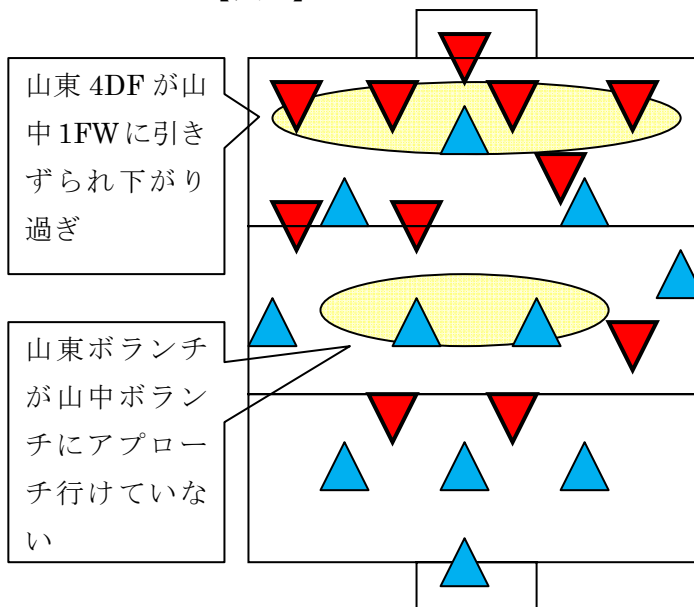 山東 4DF が山
中 1FW に引き
ずられ下がり
過ぎ
山東ボランチ
が山中ボラン
チにアプロー
チ行けていな
い